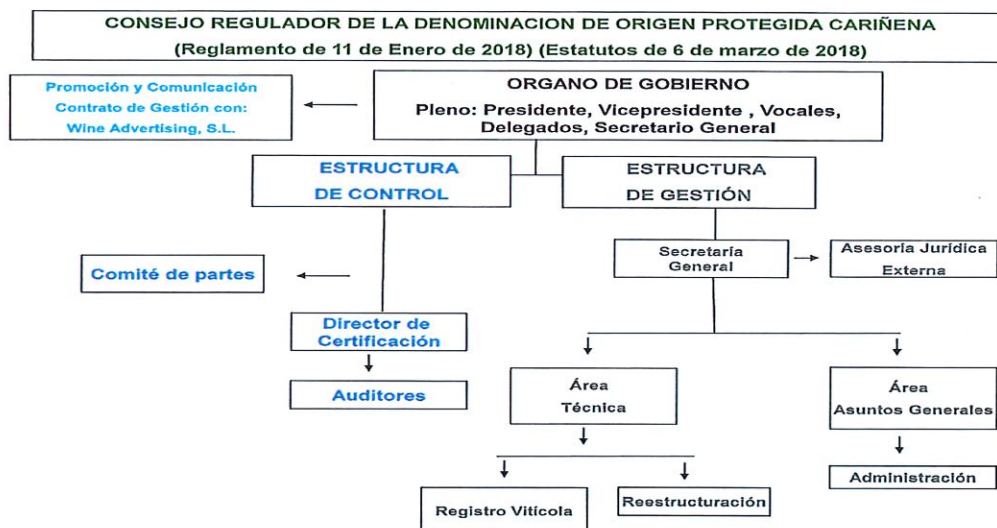 CONSEJO REGULADOR DE LA DENOMINACION DE ORIGEN PROTEGIDA CARIÑENA
(Reglamento de 11 de Enero de 2018) (Estatutos de 6 de marzo de 2018)
Promoción y Comunicación
Contrato de Gestión con:
Wine Advertising, S.L.
ORGANO DE GOBIERNO
Pleno: Presidente, Vicepresidente , Vocales,
Delegados, Secretario General
ESTRUCTURA
DE CONTROL
ESTRUCTURA
DE GESTIÓN
Secretaría
General
Asesoría Jurídica
Externa
Comité de partes
Director de
Certificación
Auditores
Área
Técnica
Área
Asuntos Generales
Registro Vitícola
Reestructuración
Administración